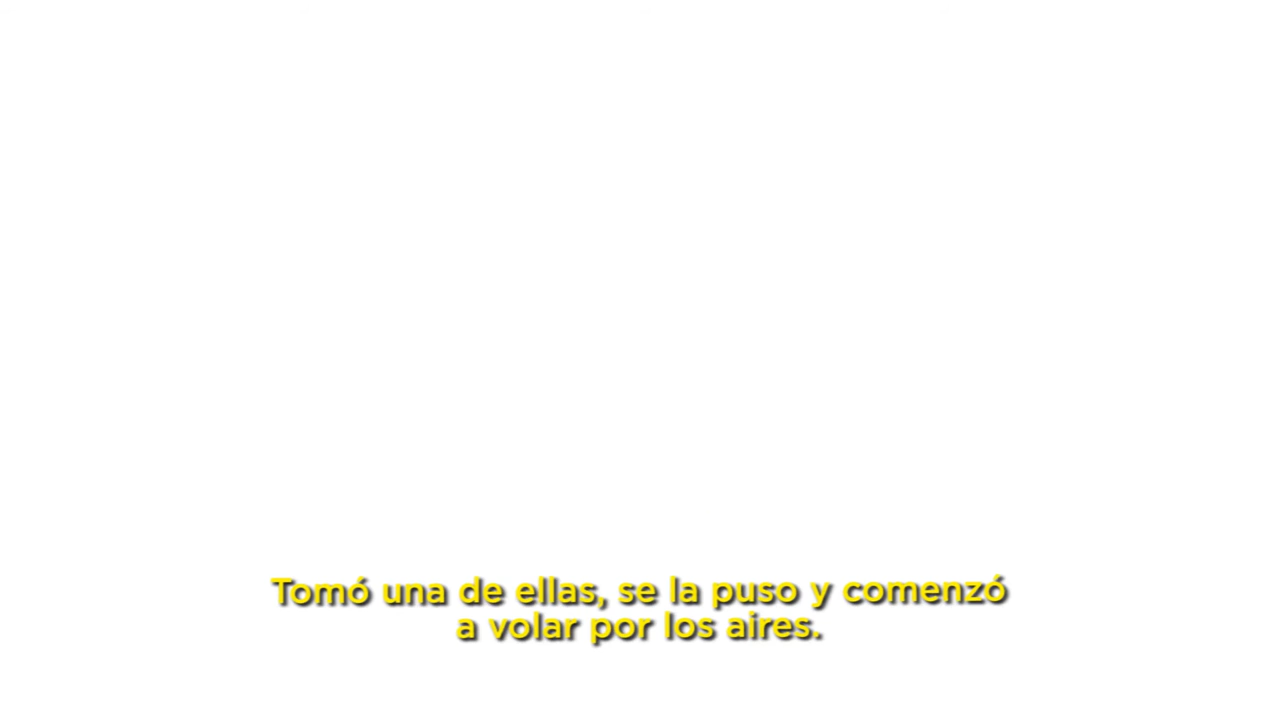 Tomó una de ellas, se la puso y comenzó
a volar por los aires.